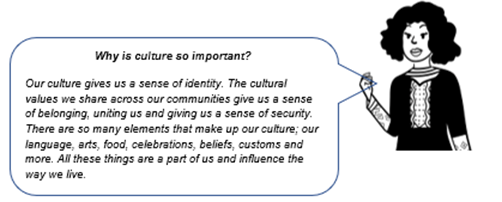 Why is culture so important?
Our culture gives us a sense of identity. The cultural
values we share across our communities give us a sense
of belonging, uniting us and giving us a sense of security.
There are so many elements that make up our culture; our
language, arts, food, celebrations, beliefs, customs and
more. All these things are a part of us and influence the
way we live.